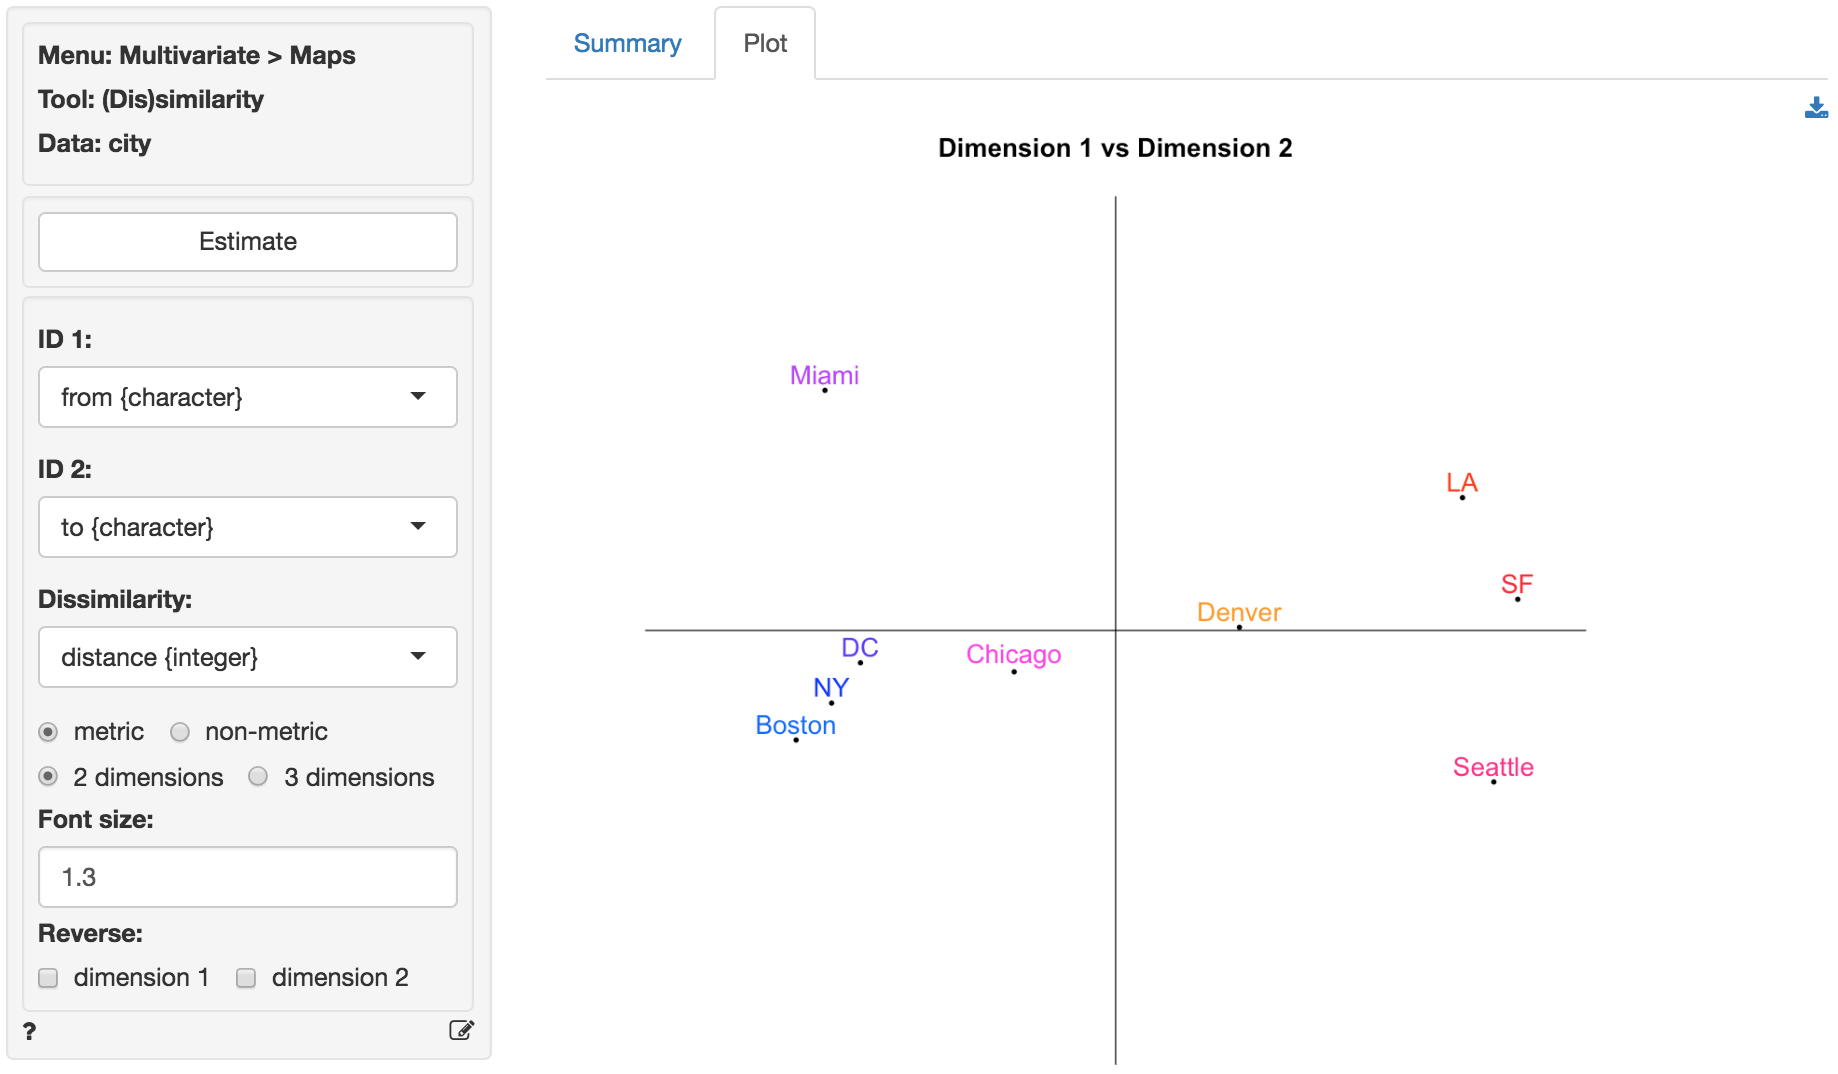 Menu: Multivariate > Maps
Tool: (Dis)similarity
Data: city
Estimate
ID 1:
from {character}
ID 2:
to {character}
Dissimilarity:
distance {integer}
metric non-metric
2 dimensions 3 dimensions
Font size:
1.3
Reverse:
dimension 1 dimension 2
?
Summary Plot
Dimension 1 vs Dimension 2
Miami
LA
SF
Denver
DC
Chicago
NY
Boston
Seattle